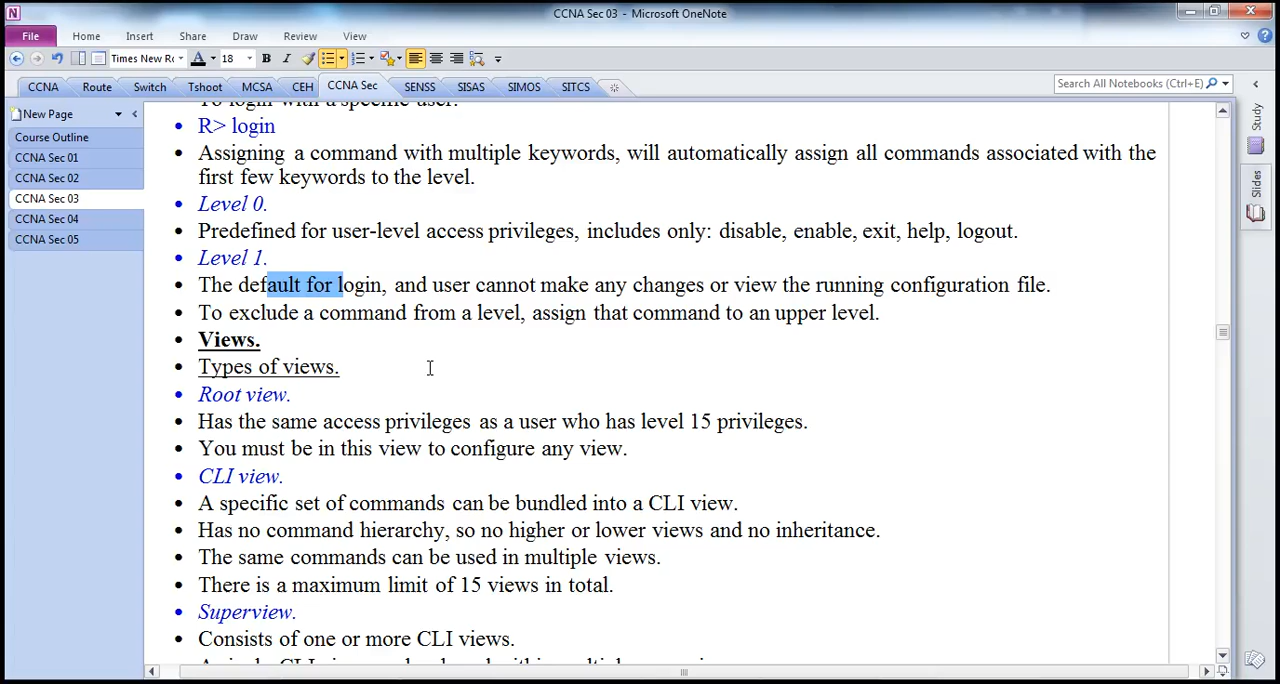 CCNA Sec 03 - Microsoft OneNote
File Home Insert Share Draw Review View
Times New Ro 18 B I
CCNA Route Switch Tshoot MCSA CEH CCNA Sec SENSS SISAS SIMOS SITCS
Search All Notebooks (Ctrl+E)
New Page
Course Outline
CCNA Sec 01
CCNA Sec 02
CCNA Sec 03
CCNA Sec 04
CCNA Sec 05
To login with a specific user.
• R> login
• Assigning a command with multiple keywords, will automatically assign all commands associated with the
first few keywords to the level.
• Level 0.
• Predefined for user-level access privileges, includes only: disable, enable, exit, help, logout.
• Level 1.
• The default for login, and user cannot make any changes or view the running configuration file.
• To exclude a command from a level, assign that command to an upper level.
• Views.
• Types of views.
• Root view.
• Has the same access privileges as a user who has level 15 privileges.
• You must be in this view to configure any view.
• CLI view.
• A specific set of commands can be bundled into a CLI view.
• Has no command hierarchy, so no higher or lower views and no inheritance.
• The same commands can be used in multiple views.
• There is a maximum limit of 15 views in total.
• Superview.
• Consists of one or more CLI views.
Study
Slides